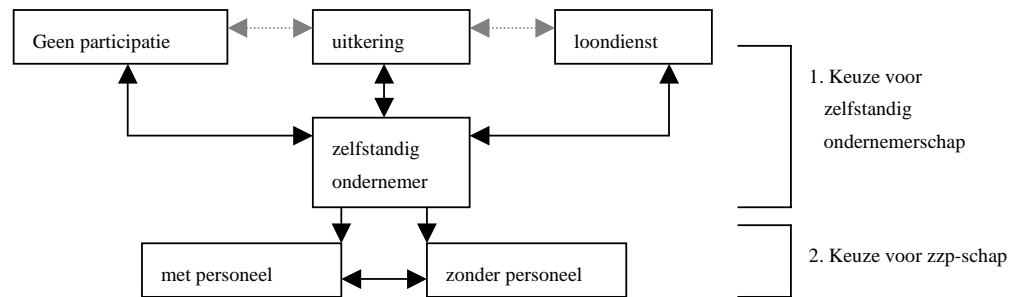 Geen participatie
uitkering
loondienst
1. Keuze voor
zelfstandig
ondernemerschap
zelfstandig
ondernemer
met personeel
zonder personeel
2. Keuze voor zzp-schap